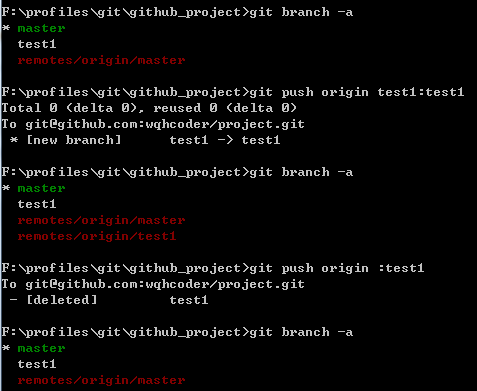 F:\profiles\git\github_project>git branch -a
* master
  test1
  remotes/origin/master
F:\profiles\git\github_project>git push origin test1:test1
Total 0 (delta 0), reused 0 (delta 0)
To git@github.com:wqhcoder/project.git
 * [new branch]      test1 -> test1
F:\profiles\git\github_project>git branch -a
* master
  test1
  remotes/origin/master
  remotes/origin/test1
F:\profiles\git\github_project>git push origin :test1
To git@github.com:wqhcoder/project.git
 - [deleted]         test1
F:\profiles\git\github_project>git branch -a
* master
  test1
  remotes/origin/master